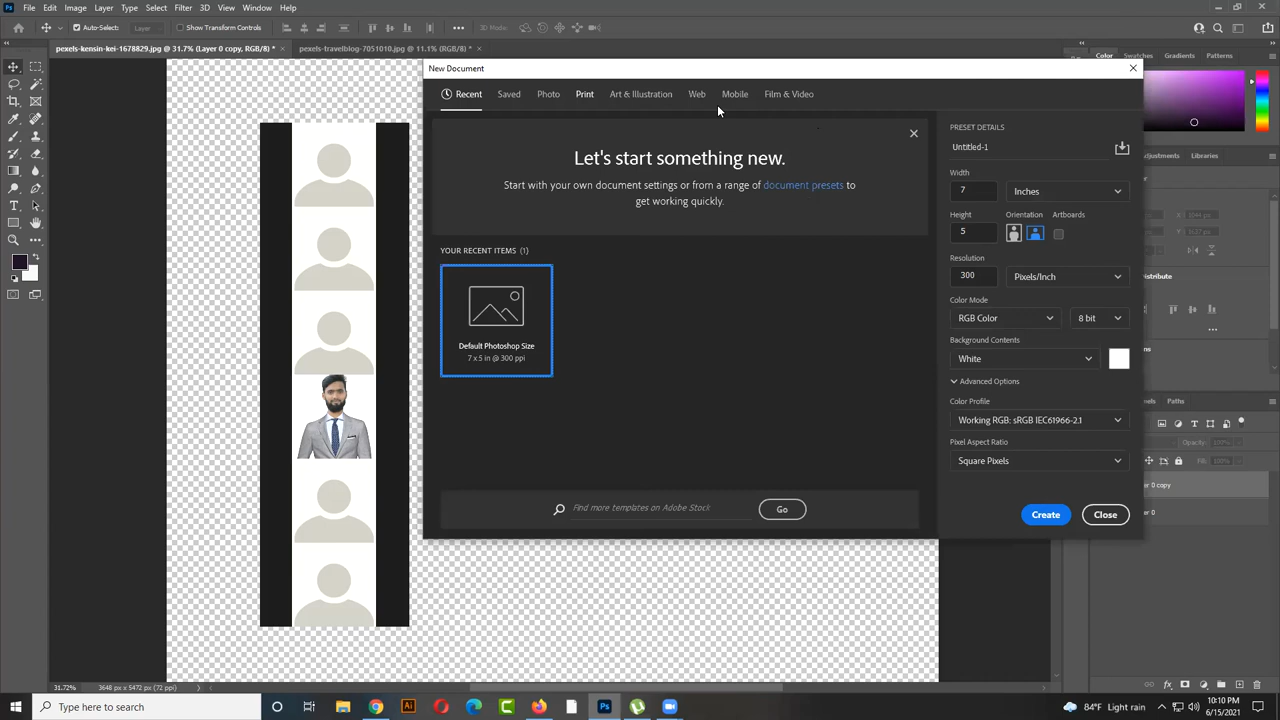 File Edit Image Layer Type Select Filter 3D View Window Help
Auto-Select: Layer Show Transform Controls 3D Mode:
pexels-kensin-kei-1678829.jpg @ 31.7% (Layer 0 copy, RGB/8) *
pexels-travelblog-7051010.jpg @ 11.1% (RGB/8) *
Color Swatches Gradients Patterns
New Document
Recent Saved Photo Print Art & Illustration Web Mobile Film & Video
Let's start something new.
Start with your own document settings or from a range of document presets to
get working quickly.
YOUR RECENT ITEMS (1)
Default Photoshop Size
7 x 5 in @ 300 ppi
Find more templates on Adobe Stock Go
PRESET DETAILS
Untitled-1
Width
7 Inches
Height Orientation Artboards
5
Resolution
300 Pixels/Inch
Color Mode
RGB Color 8 bit
Background Contents
White
Advanced Options
Color Profile
Working RGB: sRGB IEC61966-2.1
Pixel Aspect Ratio
Square Pixels
Create Close
Libraries
Paths
Opacity: 100%
Fill: 100%
31.72% 3648 px x 5472 px (72 ppi)
Type here to search
84°F Light rain
10:10 PM
6/15/2021